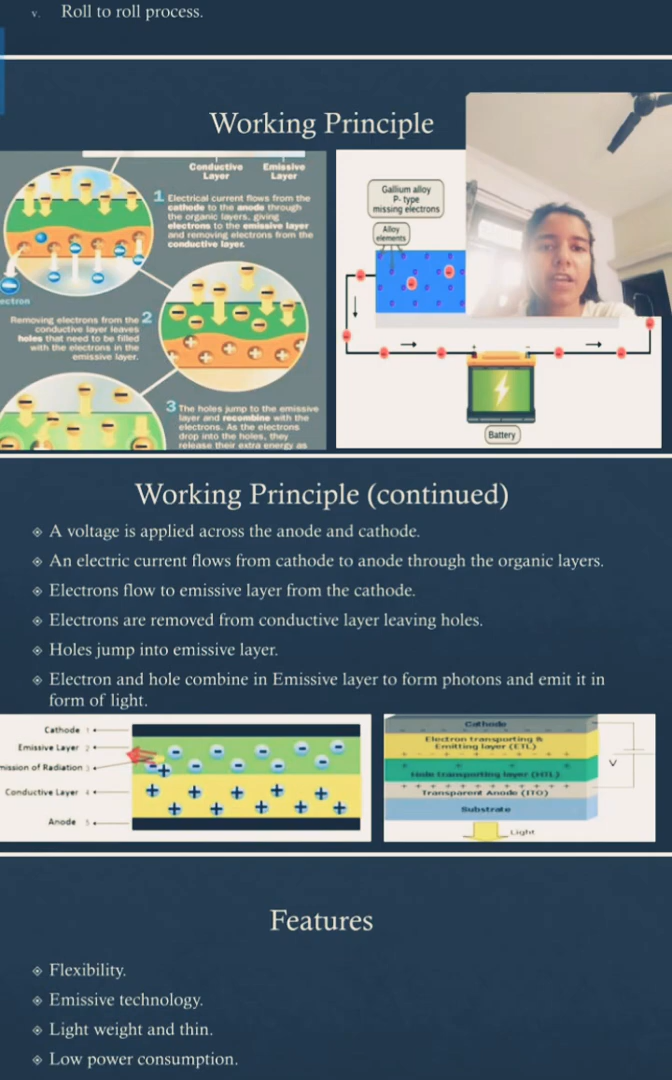 v. Roll to roll process.
Working Principle
Conductive Layer
Emissive Layer
1 Electrical current flows from the
cathode to the anode through
the organic layers, giving
electrons to the emissive layer
and removing electrons from the
conductive layer.
ectron
Removing electrons from the 2
conductive layer leaves
holes that need to be filled
with the electrons in the
emissive layer.
3 The holes jump to the emissive
layer and recombine with the
electrons. As the electrons
drop into the holes, they
release their extra energy as
Gallium alloy
P- type
missing electrons
Alloy
elements
Battery
Working Principle (continued)
A voltage is applied across the anode and cathode.
An electric current flows from cathode to anode through the organic layers.
Electrons flow to emissive layer from the cathode.
Electrons are removed from conductive layer leaving holes.
Holes jump into emissive layer.
Electron and hole combine in Emissive layer to form photons and emit it in
form of light.
Cathode 1
Emissive Layer 2
mission of Radiation 3
Conductive Layer 4
Anode 5
Cathode
Electron transporting &
Emitting layer (ETL)
Hole transporting layer (HTL)
Transparent Anode (ITO)
Substrate
V
Light
Features
Flexibility.
Emissive technology.
Light weight and thin.
Low power consumption.